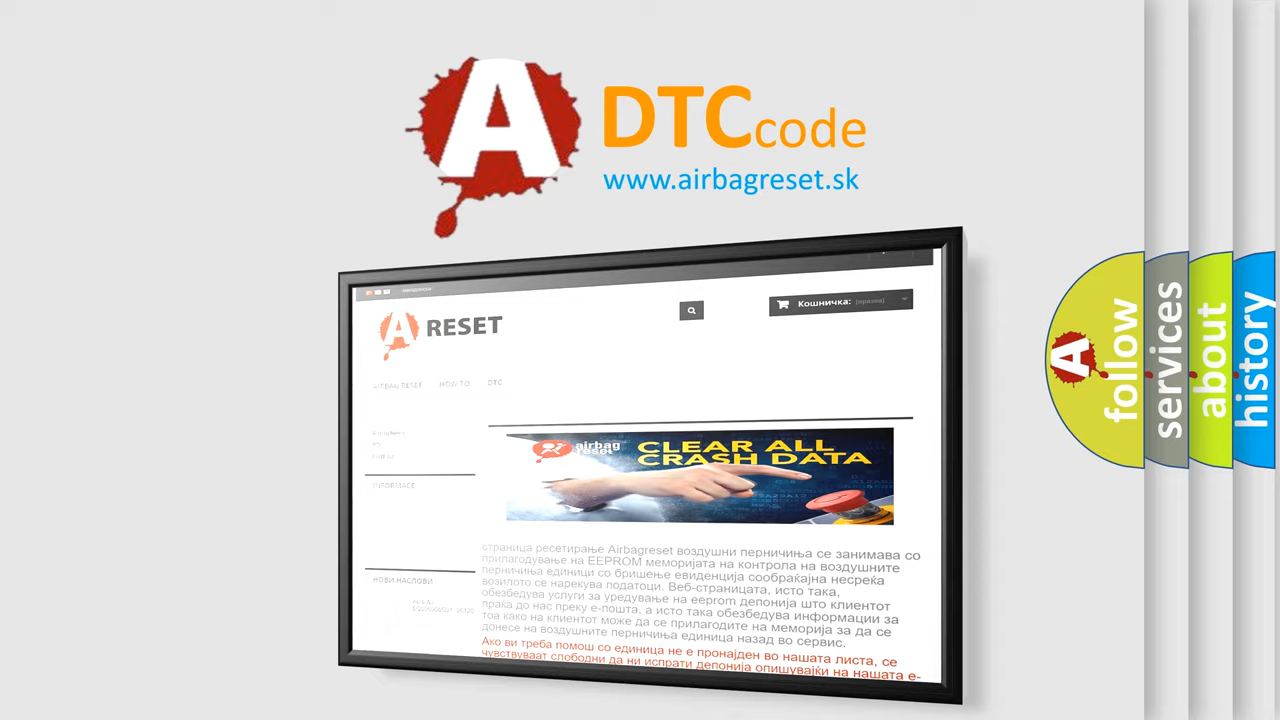 A
DTCcode
www.airbagreset.sk
A RESET
Кошничка: (празна)
AIRBAG RESET HOW TO DTC
INFORMACE
airbag
reset
CLEAR ALL
CRASH DATA
страница ресетирање Airbagreset воздушни перничиња се занимава со
прилагодување на EEPROM меморијата на контрола на воздушните
перничиња единици со бришење евиденција сообраќајна несреќа
возилото се нарекува податоци. Веб-страницата, исто така,
обезбедува услуги за уредување на eeprom депонија што клиентот
праќа до нас преку е-пошта, а исто така обезбедува информации за
тоа како на клиентот може да се прилагодите на меморија за да се
донесе на воздушните перничиња единица назад во сервис.
Ако ви треба помош со единица не е пронајден во нашата листа, се
чувствуваат слободни да ни испрати депонија опишувајќи на нашата е-
НОВИ НАСЛОВИ
A
follow
services
about
history